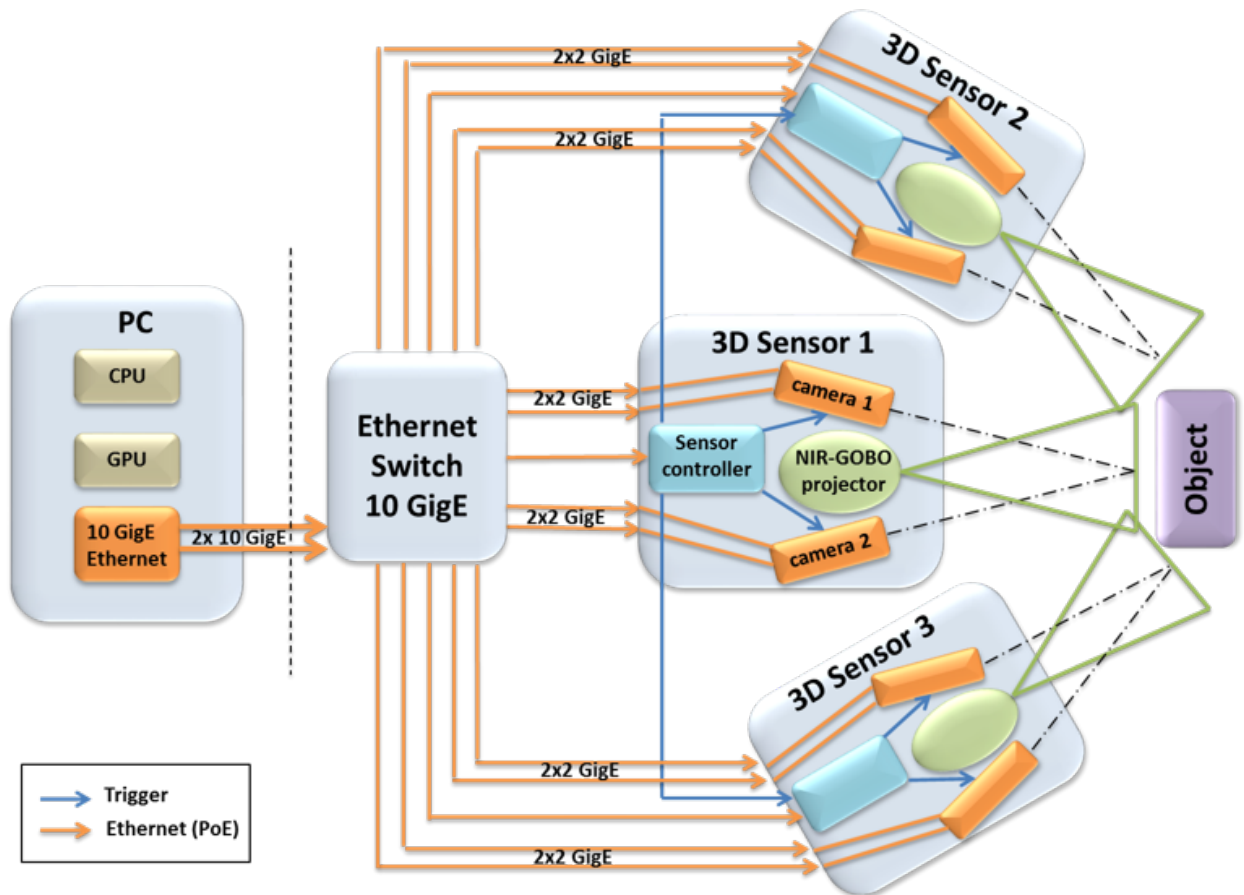 2x2 GigE
3D Sensor 2
2x2 GigE
PC
CPU
GPU
10 GigE
Ethernet
2x 10 GigE
Ethernet
Switch
10 GigE
3D Sensor 1
2x2 GigE
camera 1
Sensor
controller
NIR-GOBO
projector
2x2 GigE
camera 2
Object
3D Sensor 3
2x2 GigE
2x2 GigE
Trigger
Ethernet (PoE)